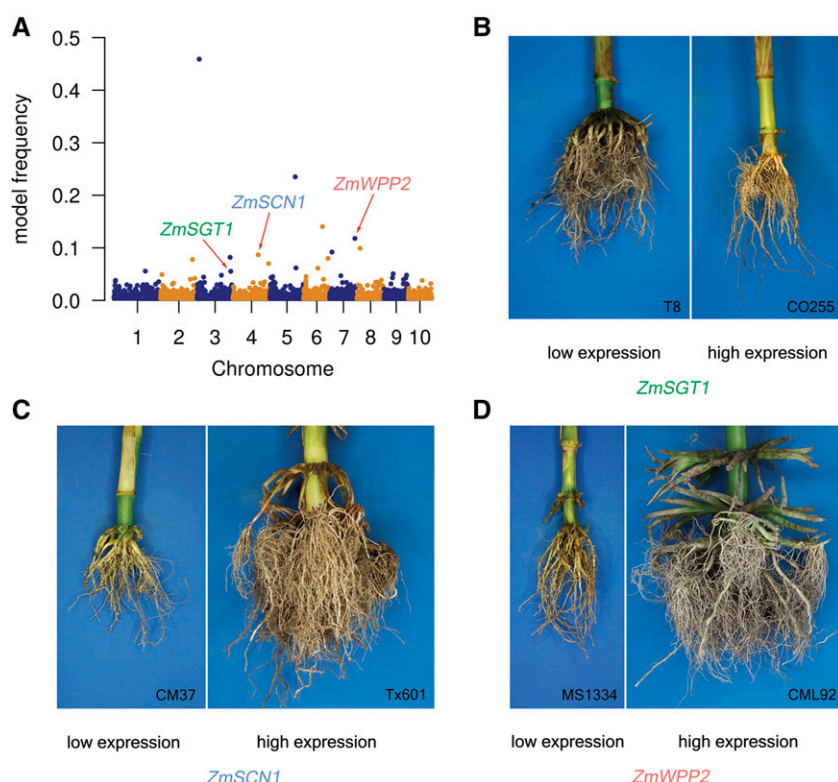 A
0.5
0.4
0.3
0.2
0.1
0.0
model frequency
ZmSGT1
ZmSCN1
ZmWPP2
1 2 3 4 5 6 7 8 9 10
Chromosome
B
T8
CO255
low expression
high expression
ZmSGT1
C
CM37
Tx601
low expression
high expression
ZmSCN1
D
MS1334
CML92
low expression
high expression
ZmWPP2